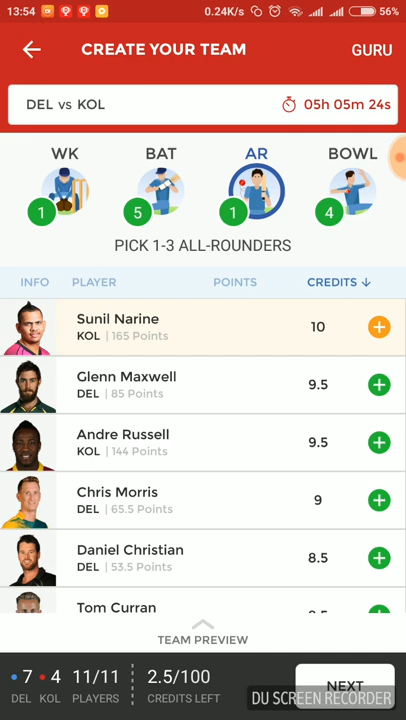 13:54 0.24K/s 56%
CREATE YOUR TEAM GURU
DEL vs KOL 05h 05m 24s
WK BAT AR BOWL
1 5 1 4
PICK 1-3 ALL-ROUNDERS
INFO PLAYER POINTS CREDITS ↓
Sunil Narine
KOL | 165 Points 10 +
Glenn Maxwell
DEL | 85 Points 9.5 +
Andre Russell
KOL | 144 Points 9.5 +
Chris Morris
DEL | 65.5 Points 9 +
Daniel Christian
DEL | 53.5 Points 8.5 +
Tom Curran
TEAM PREVIEW
7 4 11/11 2.5/100 NEXT
DEL KOL PLAYERS CREDITS LEFT
DU SCREEN RECORDER